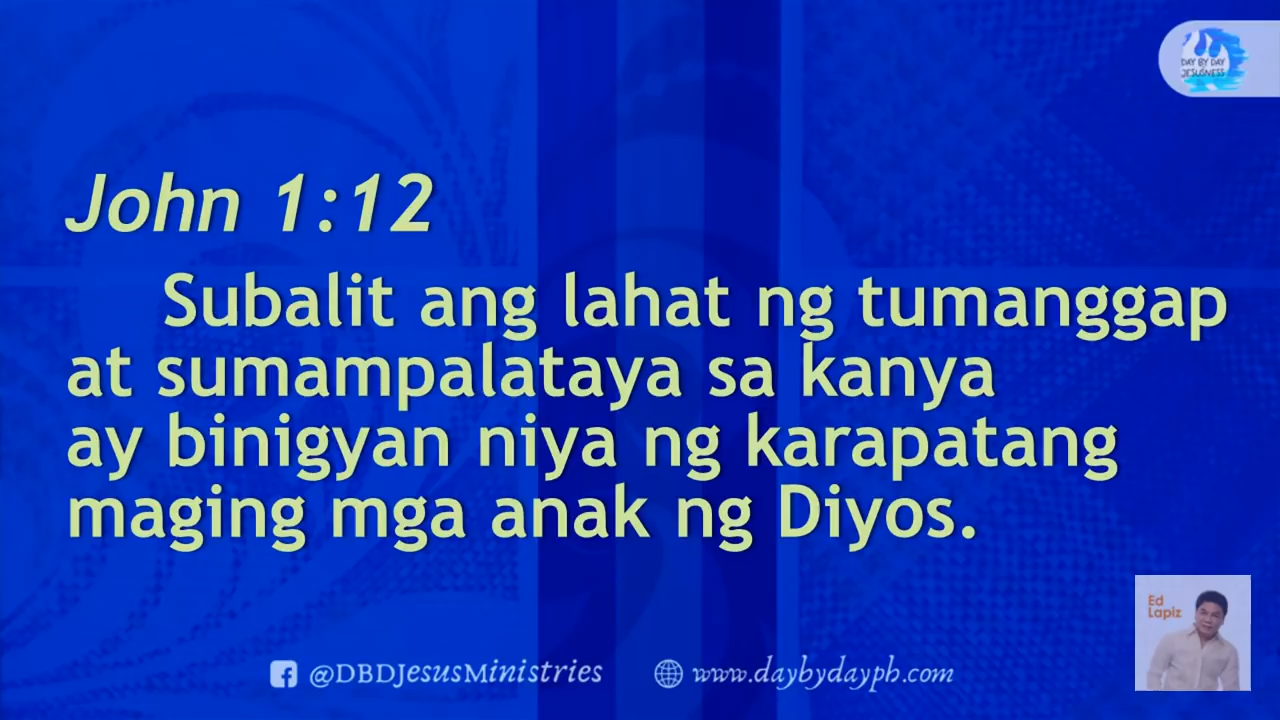 DAY BY DAY
JESUSNESS
John 1:12
Subalit ang lahat ng tumanggap
at sumampalataya sa kanya
ay binigyan niya ng karapatang
maging mga anak ng Diyos.
Ed
Lapiz
@DBDJesusMinistries
www.daybydayph.com